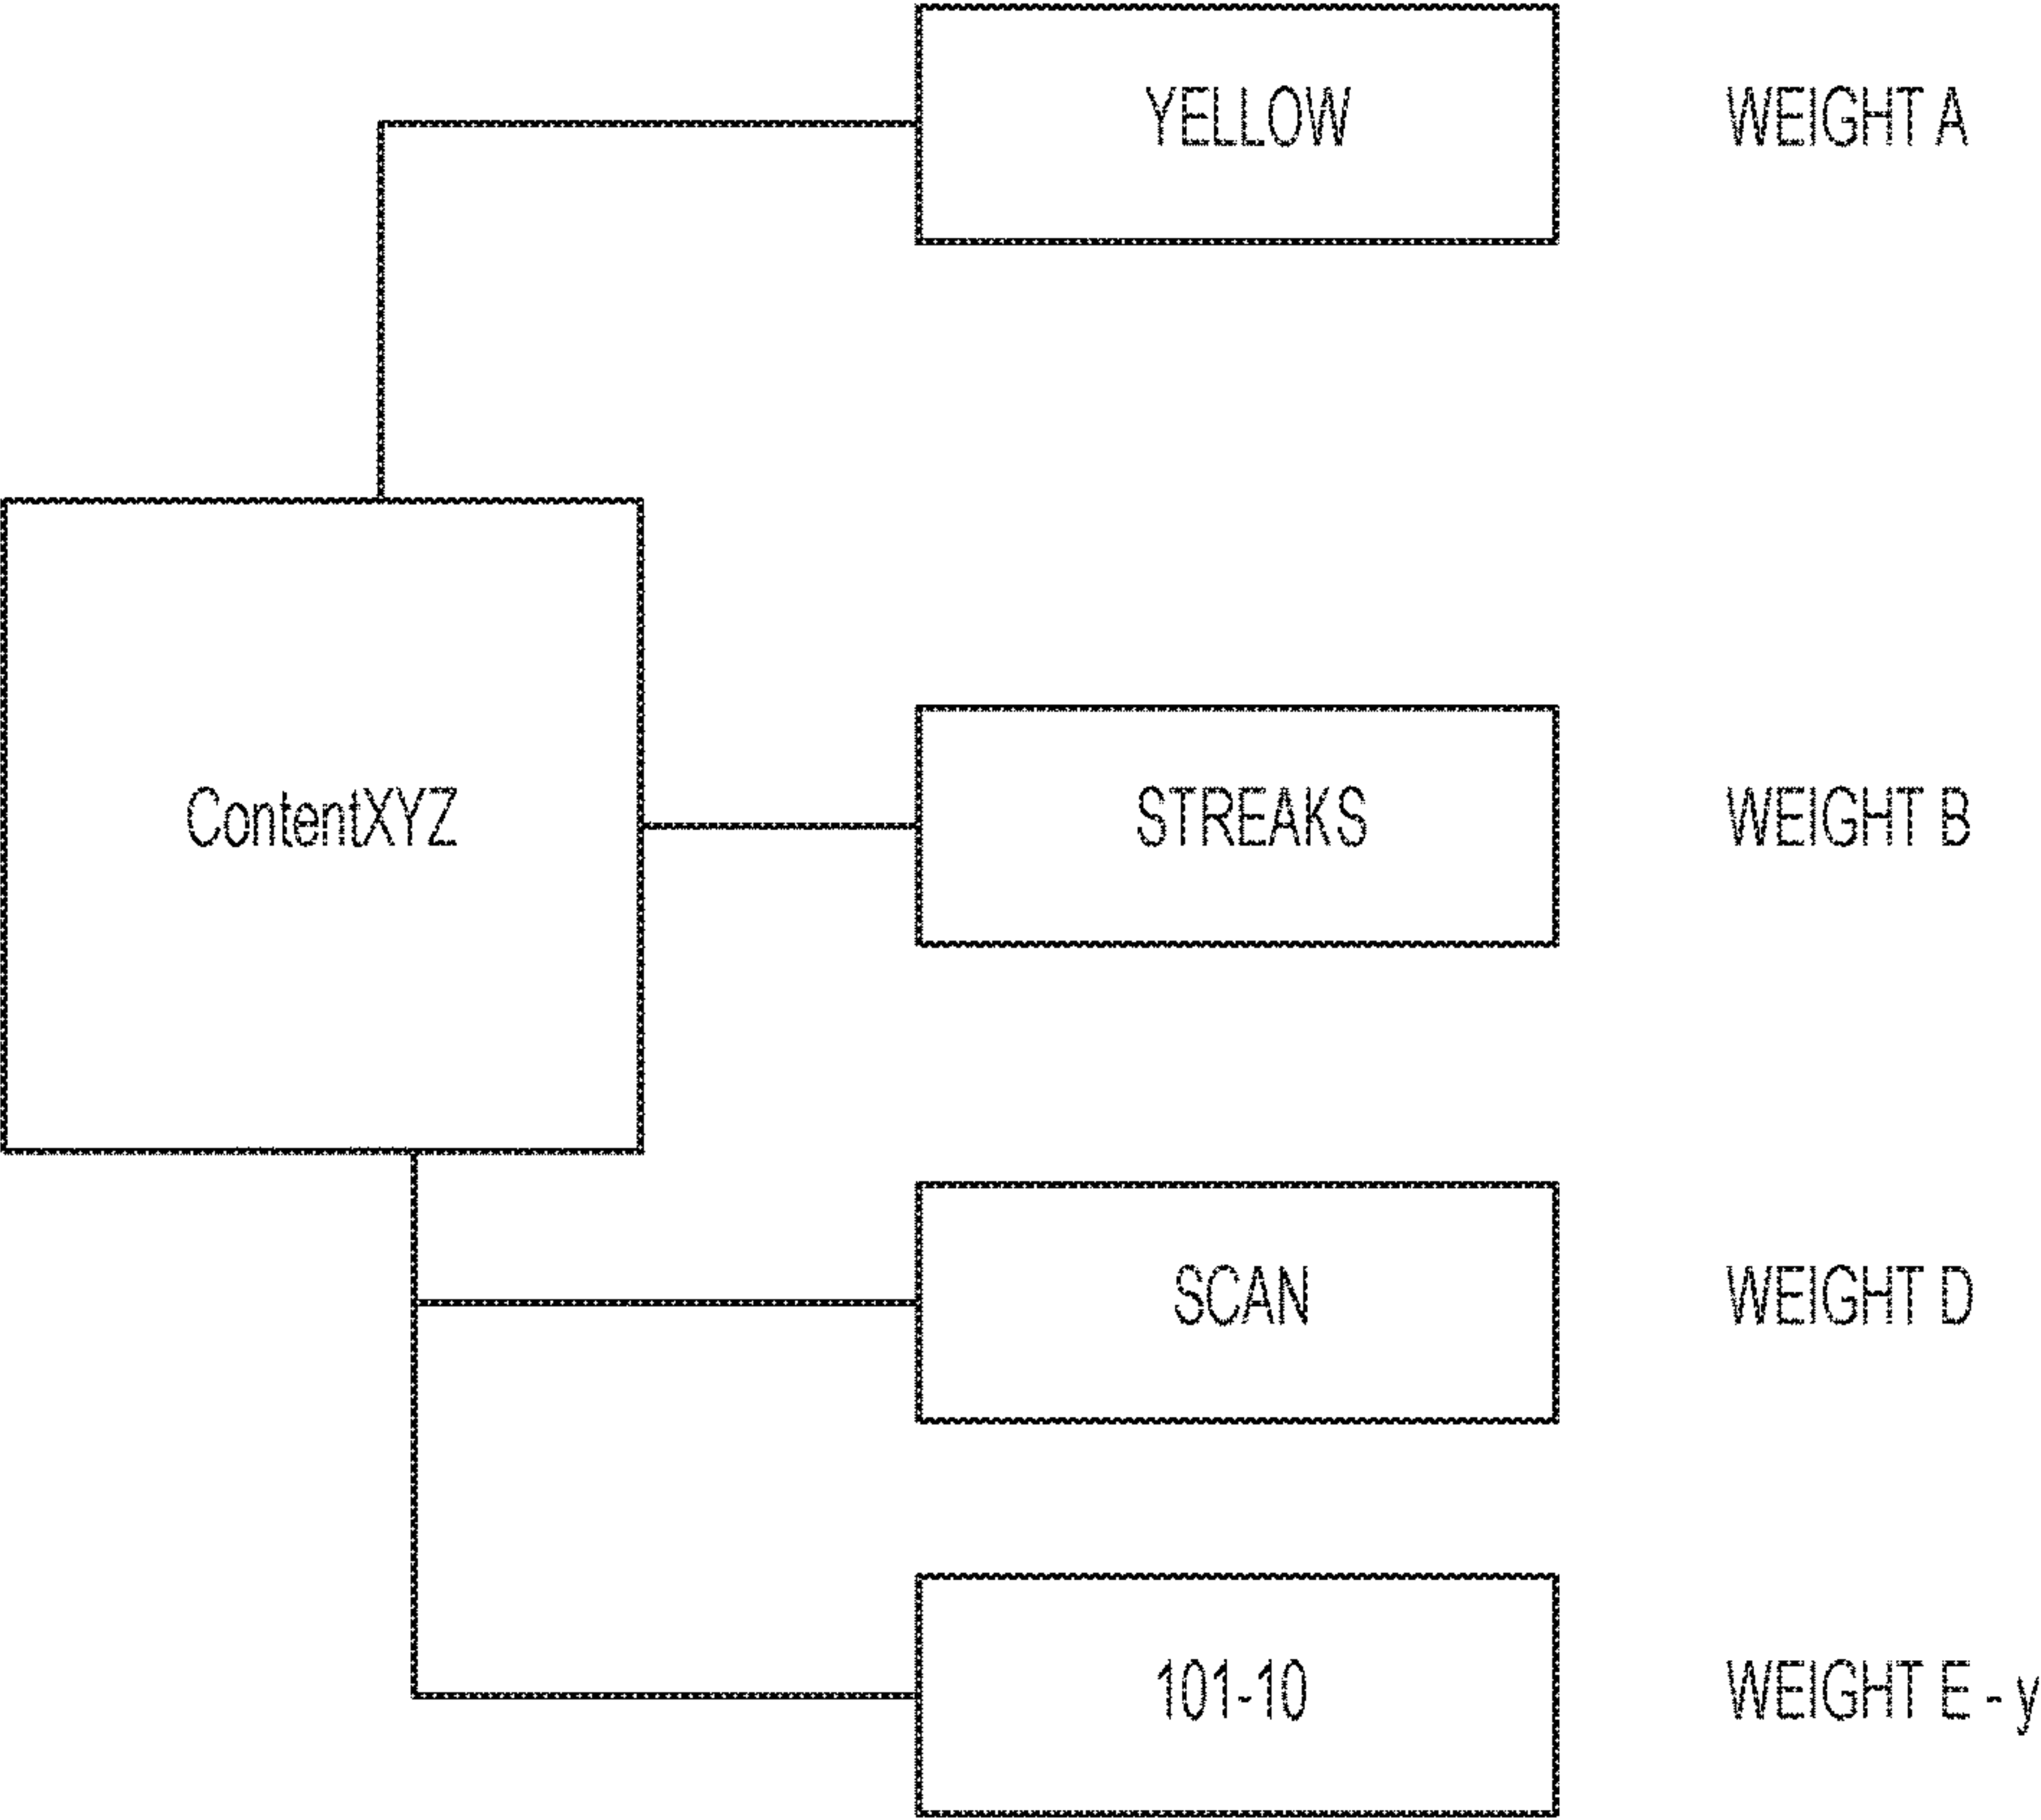 YELLOW WEIGHT A
ContentXYZ STREAKS WEIGHT B
SCAN WEIGHT D
101-10 WEIGHT E - y